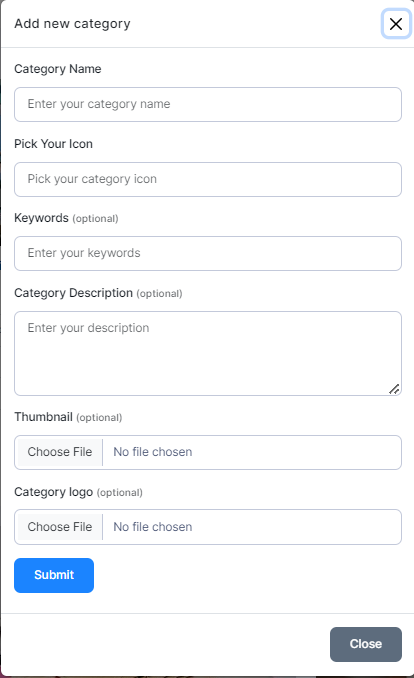 Add new category
Category Name
Enter your category name
Pick Your Icon
Pick your category icon
Keywords (optional)
Enter your keywords
Category Description (optional)
Enter your description
Thumbnail (optional)
Choose File No file chosen
Category logo (optional)
Choose File No file chosen
Submit
Close